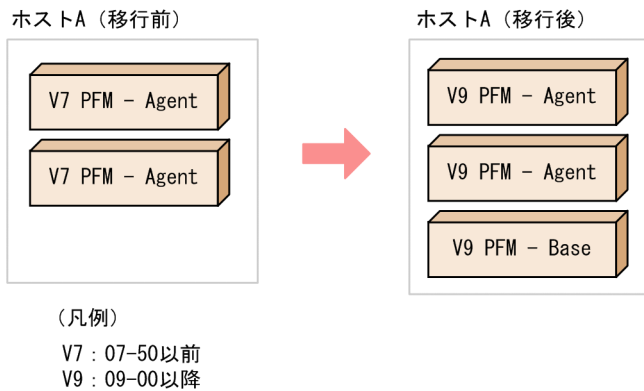 ホストA（移行前）
V7 PFM － Agent
V7 PFM － Agent
ホストA（移行後）
V9 PFM － Agent
V9 PFM － Agent
V9 PFM － Base
（凡例）
V7：07-50以前
V9：09-00以降